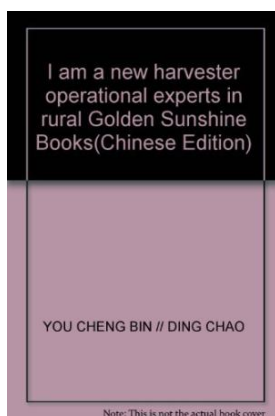 I am a new harvester
operational experts in
rural Golden Sunshine
Books(Chinese Edition)
YOU CHENG BIN // DING CHAO
Note: This is not the actual book cover